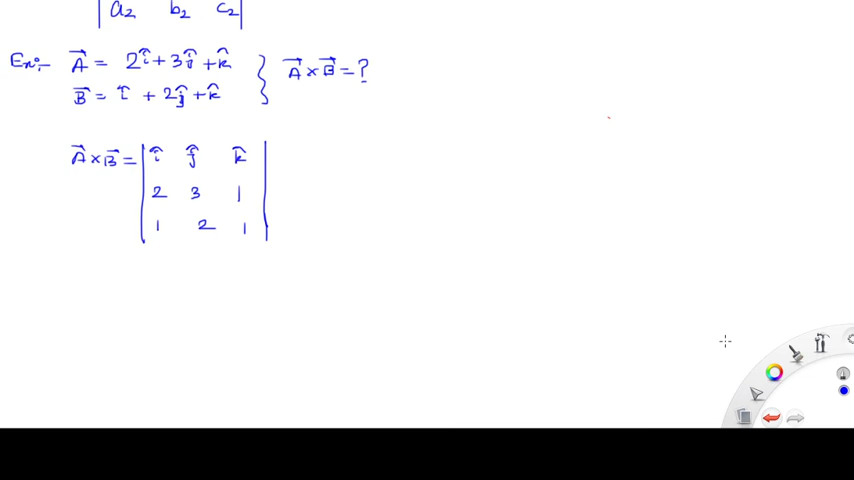 | a₂ b₂ c₂ |
Ex:- A⃗ = 2î + 3ĵ + k̂ } A⃗ × B⃗ = ?
B⃗ = î + 2ĵ + k̂
A⃗ × B⃗ = | î ĵ k̂ |
2 3 1
1 2 1